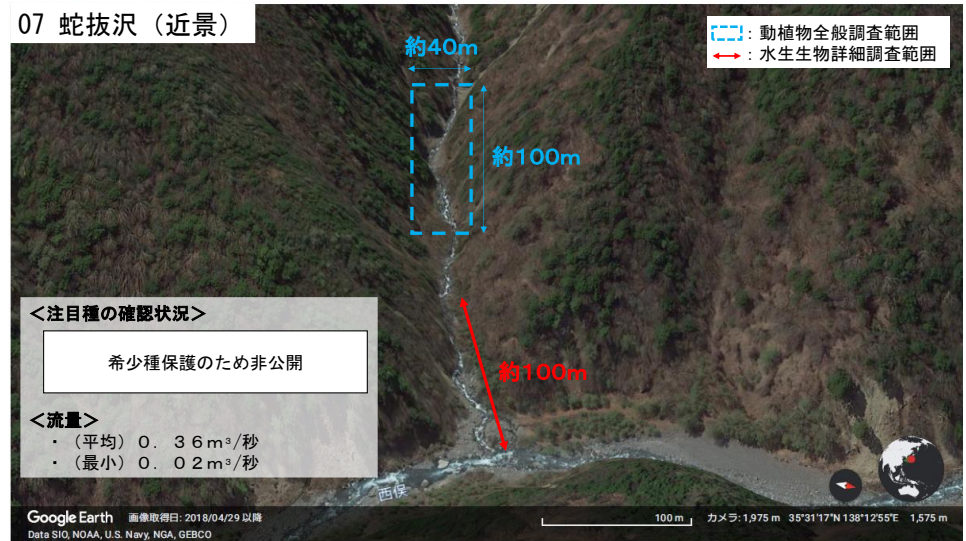 07 蛇抜沢（近景）
：動植物全般調査範囲
：水生生物詳細調査範囲
約40m
約100m
約100m
＜注目種の確認状況＞
希少種保護のため非公開
＜流量＞
・（平均）０．３６ｍ³/秒
・（最小）０．０２ｍ³/秒
西俣
Google Earth 画像取得日: 2018/04/29 以降
Data SIO, NOAA, U.S. Navy, NGA, GEBCO
100 m
カメラ: 1,975 m 35°31'17"N 138°12'55"E 1,575 m